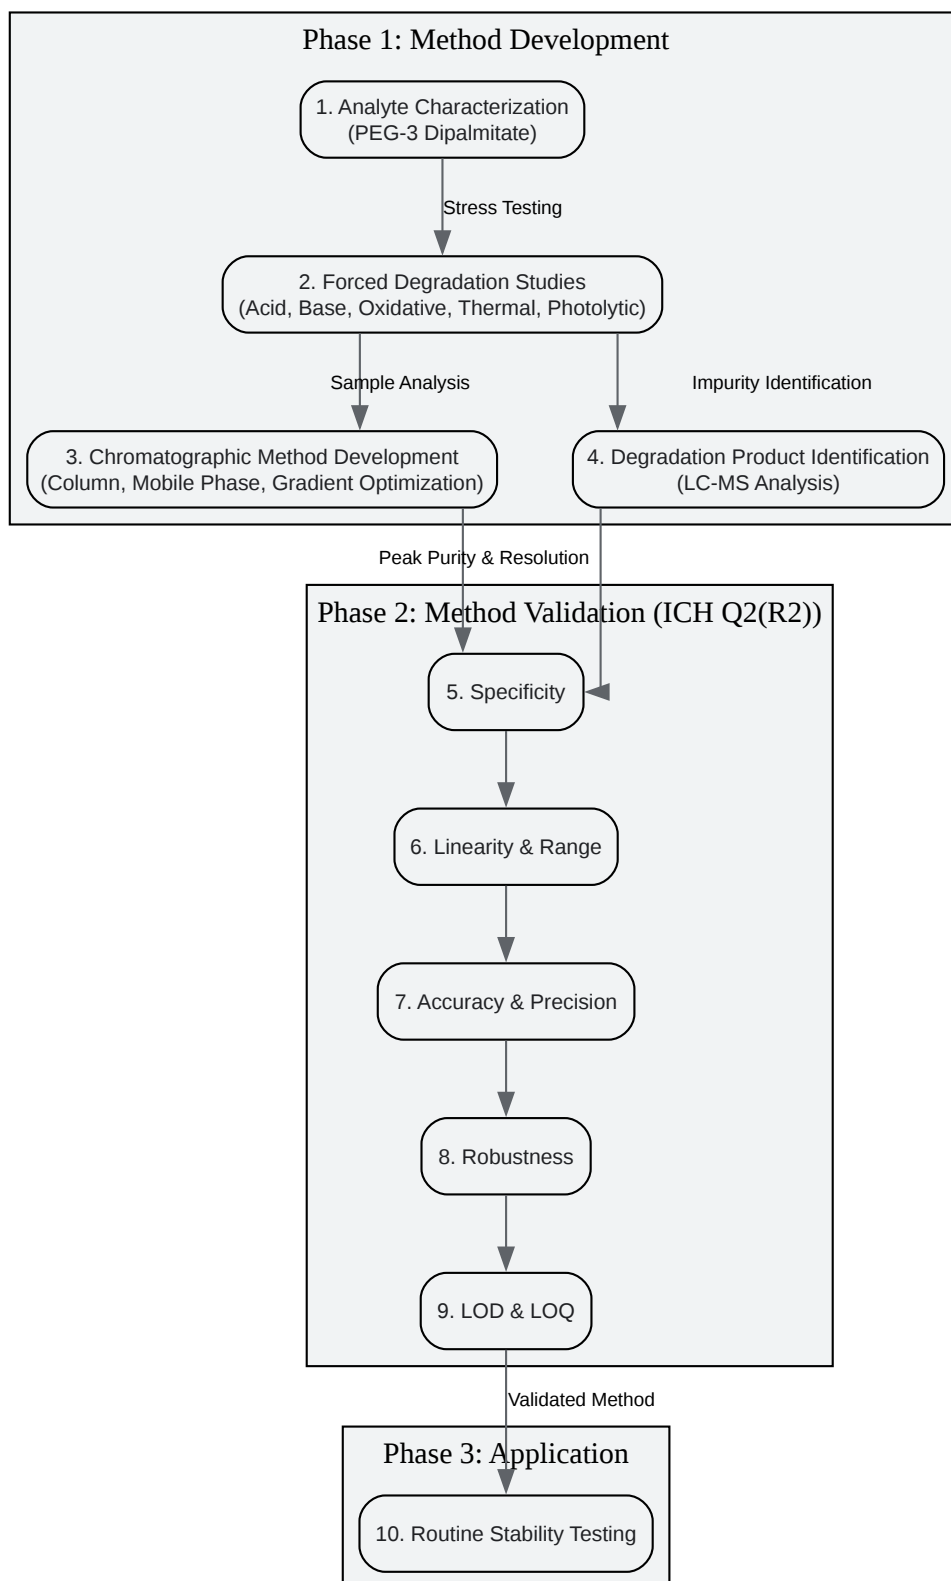 Phase 1: Method Development
1. Analyte Characterization
(PEG-3 Dipalmitate)
Stress Testing
2. Forced Degradation Studies
(Acid, Base, Oxidative, Thermal, Photolytic)
Sample Analysis
Impurity Identification
3. Chromatographic Method Development
(Column, Mobile Phase, Gradient Optimization)
4. Degradation Product Identification
(LC-MS Analysis)
Peak Purity & Resolution
Phase 2: Method Validation (ICH Q2(R2))
5. Specificity
6. Linearity & Range
7. Accuracy & Precision
8. Robustness
9. LOD & LOQ
Validated Method
Phase 3: Application
10. Routine Stability Testing